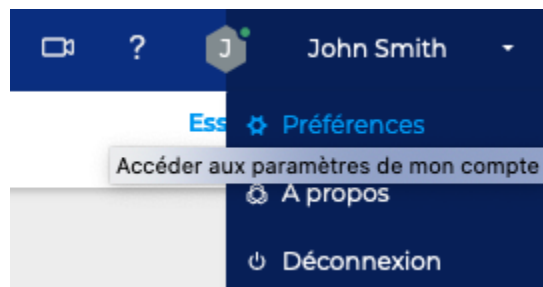 ?
J
John Smith
Ess
Préférences
Accéder aux paramètres de mon compte
À propos
Déconnexion